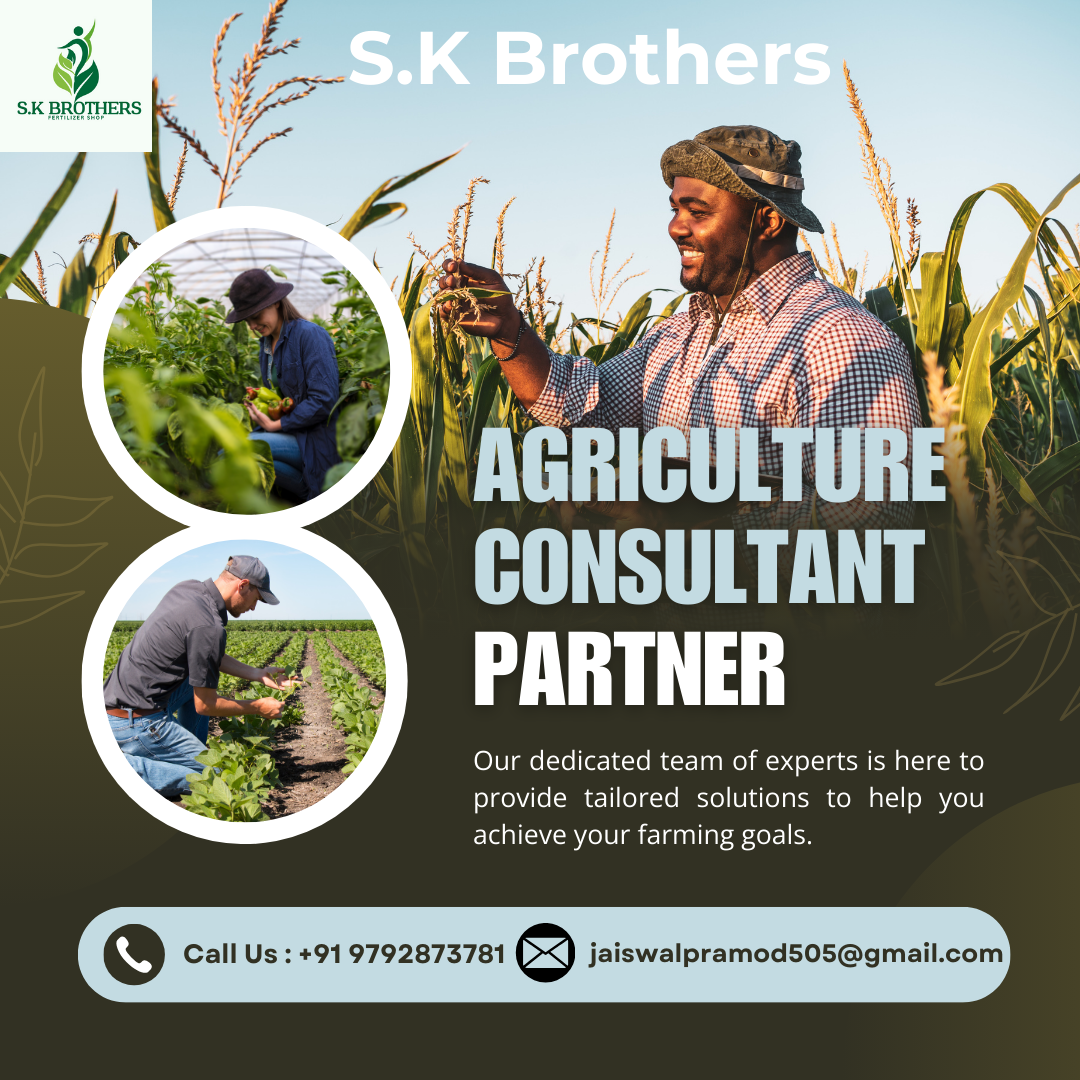 S.K BROTHERS
FERTILIZER SHOP
S.K Brothers
AGRICULTURE
CONSULTANT
PARTNER
Our dedicated team of experts is here to
provide tailored solutions to help you
achieve your farming goals.
Call Us : +91 9792873781
jaiswalpramod505@gmail.com